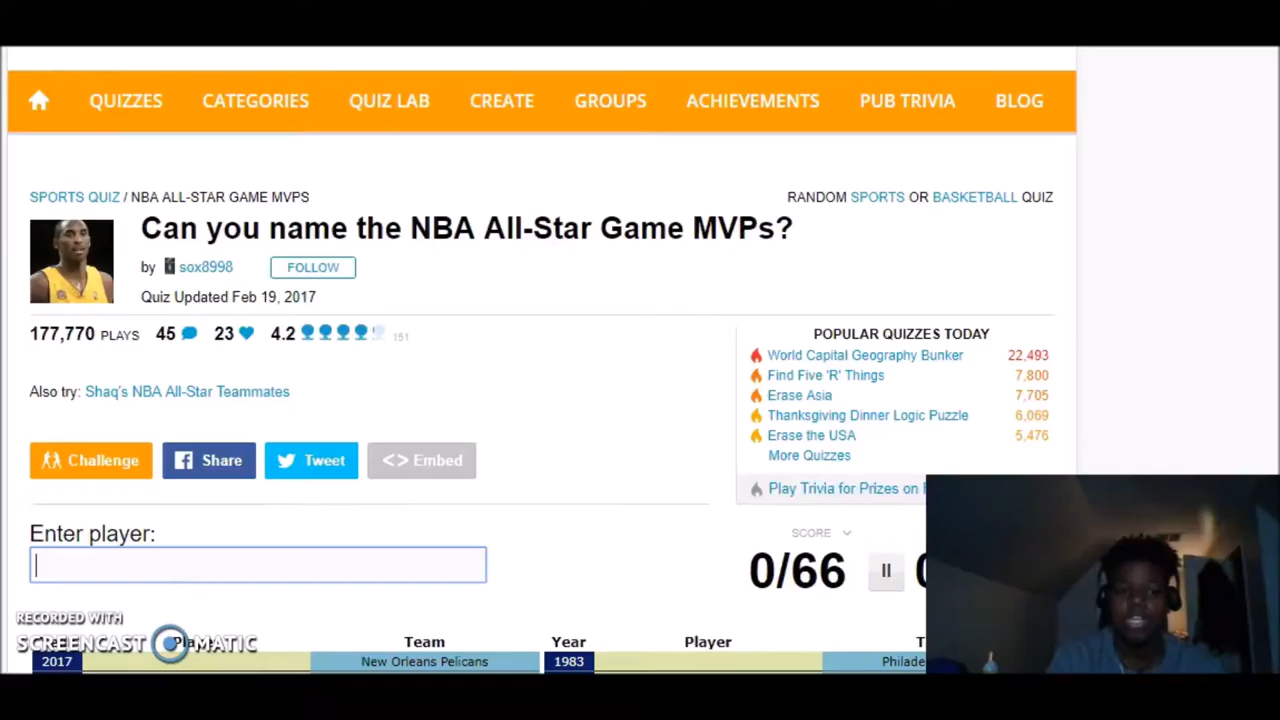 QUIZZES CATEGORIES QUIZ LAB CREATE GROUPS ACHIEVEMENTS PUB TRIVIA BLOG
SPORTS QUIZ / NBA ALL-STAR GAME MVPS
RANDOM SPORTS OR BASKETBALL QUIZ
Can you name the NBA All-Star Game MVPs?
by sox8998 FOLLOW
Quiz Updated Feb 19, 2017
177,770 PLAYS 45 23 4.2 151
Also try: Shaq's NBA All-Star Teammates
Challenge Share Tweet <> Embed
POPULAR QUIZZES TODAY
World Capital Geography Bunker 22,493
Find Five 'R' Things 7,800
Erase Asia 7,705
Thanksgiving Dinner Logic Puzzle 6,069
Erase the USA 5,476
More Quizzes
Play Trivia for Prizes on
Enter player:
SCORE
0/66
RECORDED WITH
SCREENCAST MATIC
Team Year Player
2017 New Orleans Pelicans 1983 Philade